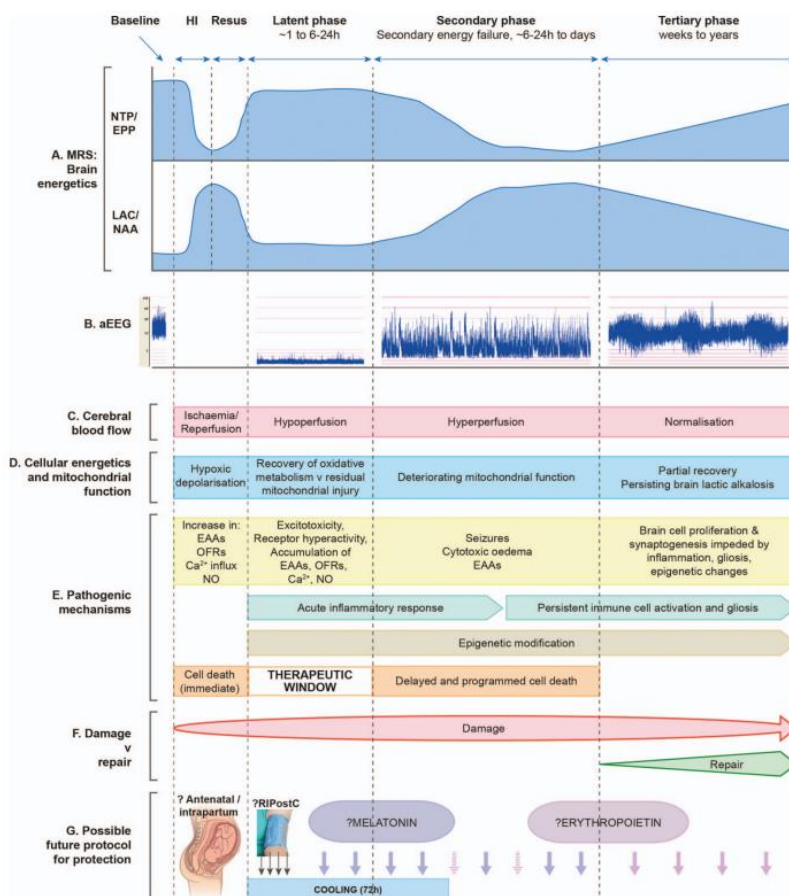 Baseline HI Resus Latent phase Secondary phase Tertiary phase
~1 to 6-24h Secondary energy failure, ~6-24h to days weeks to years
NTP/
EPP
A. MRS:
Brain
energetics
LAC/
NAA
B. aEEG
C. Cerebral
blood flow
Ischaemia/
Reperfusion
Hypoperfusion
Hyperperfusion
Normalisation
D. Cellular energetics
and mitochondrial
function
Hypoxic
depolarisation
Recovery of oxidative
metabolism v residual
mitochondrial injury
Deteriorating mitochondrial function
Partial recovery
Persisting brain lactic alkalosis
E. Pathogenic
mechanisms
Increase in:
EAAs
OFRs
Ca²⁺ influx
NO
Excitotoxicity,
Receptor hyperactivity,
Accumulation of
EAAs, OFRs,
Ca²⁺, NO
Seizures
Cytotoxic oedema
EAAs
Brain cell proliferation &
synaptogenesis impeded by
inflammation, gliosis,
epigenetic changes
Acute inflammatory response
Persistent immune cell activation and gliosis
Epigenetic modification
Cell death
(immediate)
THERAPEUTIC
WINDOW
Delayed and programmed cell death
F. Damage
v
repair
Damage
Repair
G. Possible
future protocol
for protection
? Antenatal /
intrapartum
?RIPostC
?MELATONIN
?ERYTHROPOIETIN
COOLING (72h)